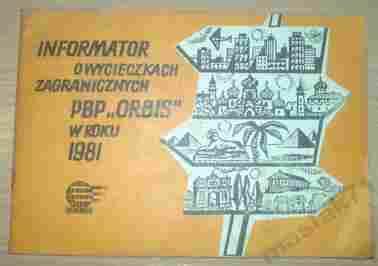 INFORMATOR
O WYCIECZKACH
ZAGRANICZNYCH
PBP „ORBIS”
W ROKU
1981